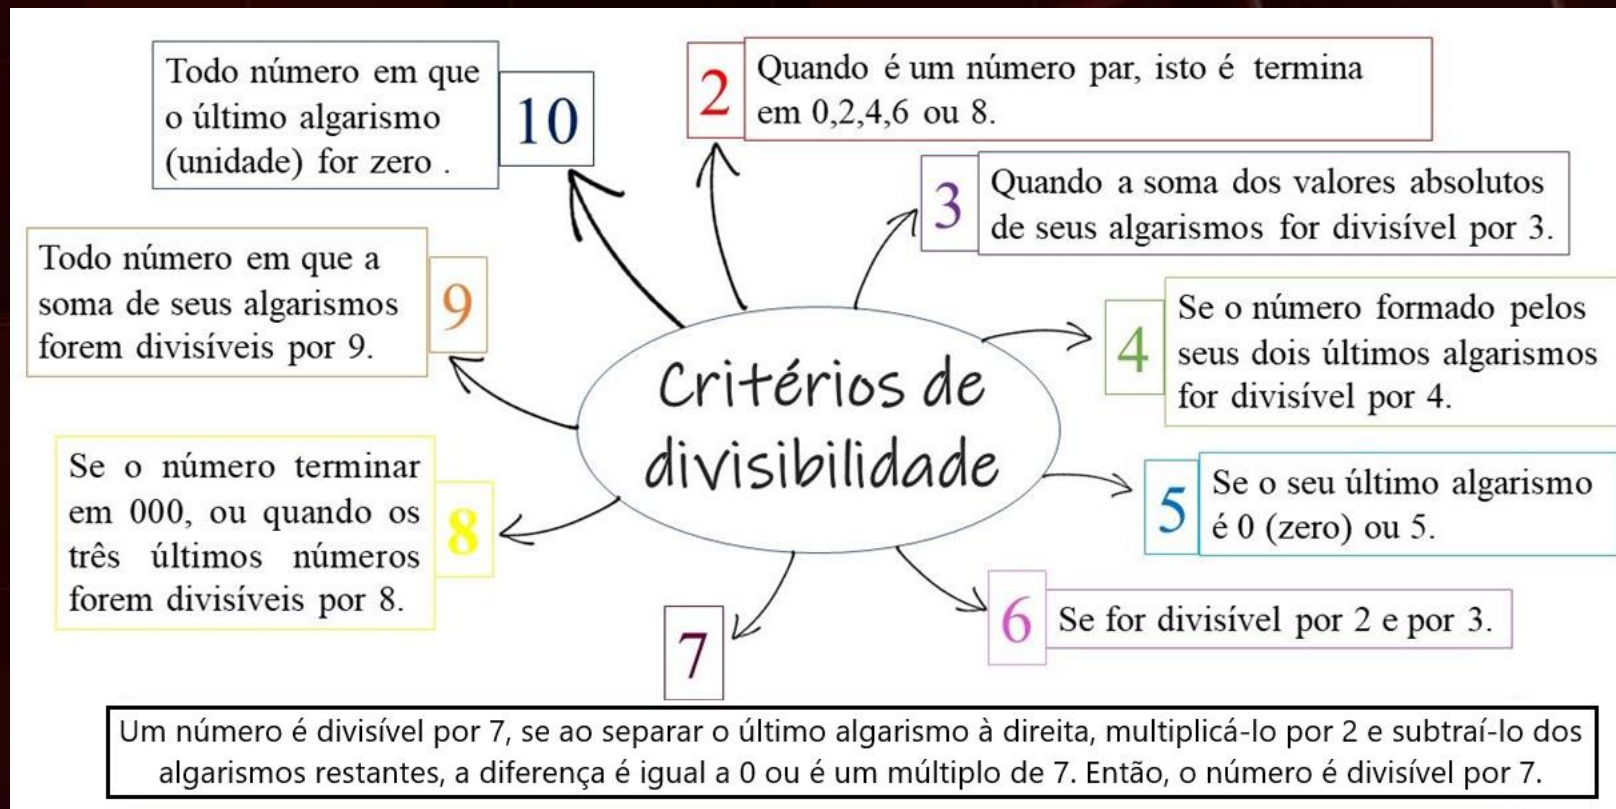 Critérios de
divisibilidade
2
Quando é um número par, isto é termina
em 0,2,4,6 ou 8.
3
Quando a soma dos valores absolutos
de seus algarismos for divisível por 3.
4
Se o número formado pelos
seus dois últimos algarismos
for divisível por 4.
5
Se o seu último algarismo
é 0 (zero) ou 5.
6
Se for divisível por 2 e por 3.
7
Um número é divisível por 7, se ao separar o último algarismo à direita, multiplicá-lo por 2 e subtraí-lo dos
algarismos restantes, a diferença é igual a 0 ou é um múltiplo de 7. Então, o número é divisível por 7.
8
Se o número terminar
em 000, ou quando os
três últimos números
forem divisíveis por 8.
9
Todo número em que a
soma de seus algarismos
forem divisíveis por 9.
10
Todo número em que
o último algarismo
(unidade) for zero .